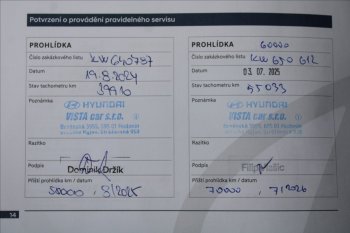 Potvrzení o provádění pravidelného servisu
PROHLÍDKA
Číslo zakázkového listu KW640787
Datum 19.8.2024
Stav tachometru km 39910
Poznámka
HYUNDAI
VISTA car s.r.o.
Razítko
Podpis
Dominik Držík
Příští prohlídka km / datum
50000, 8/2025
PROHLÍDKA 60000
Číslo zakázkového listu KW 650 612
Datum 03. 07. 2025
Stav tachometru km 55033
Poznámka
HYUNDAI
VISTA car s.r.o.
Razítko
Podpis
Filip
Příští prohlídka km / datum
70000, 7/2026
14